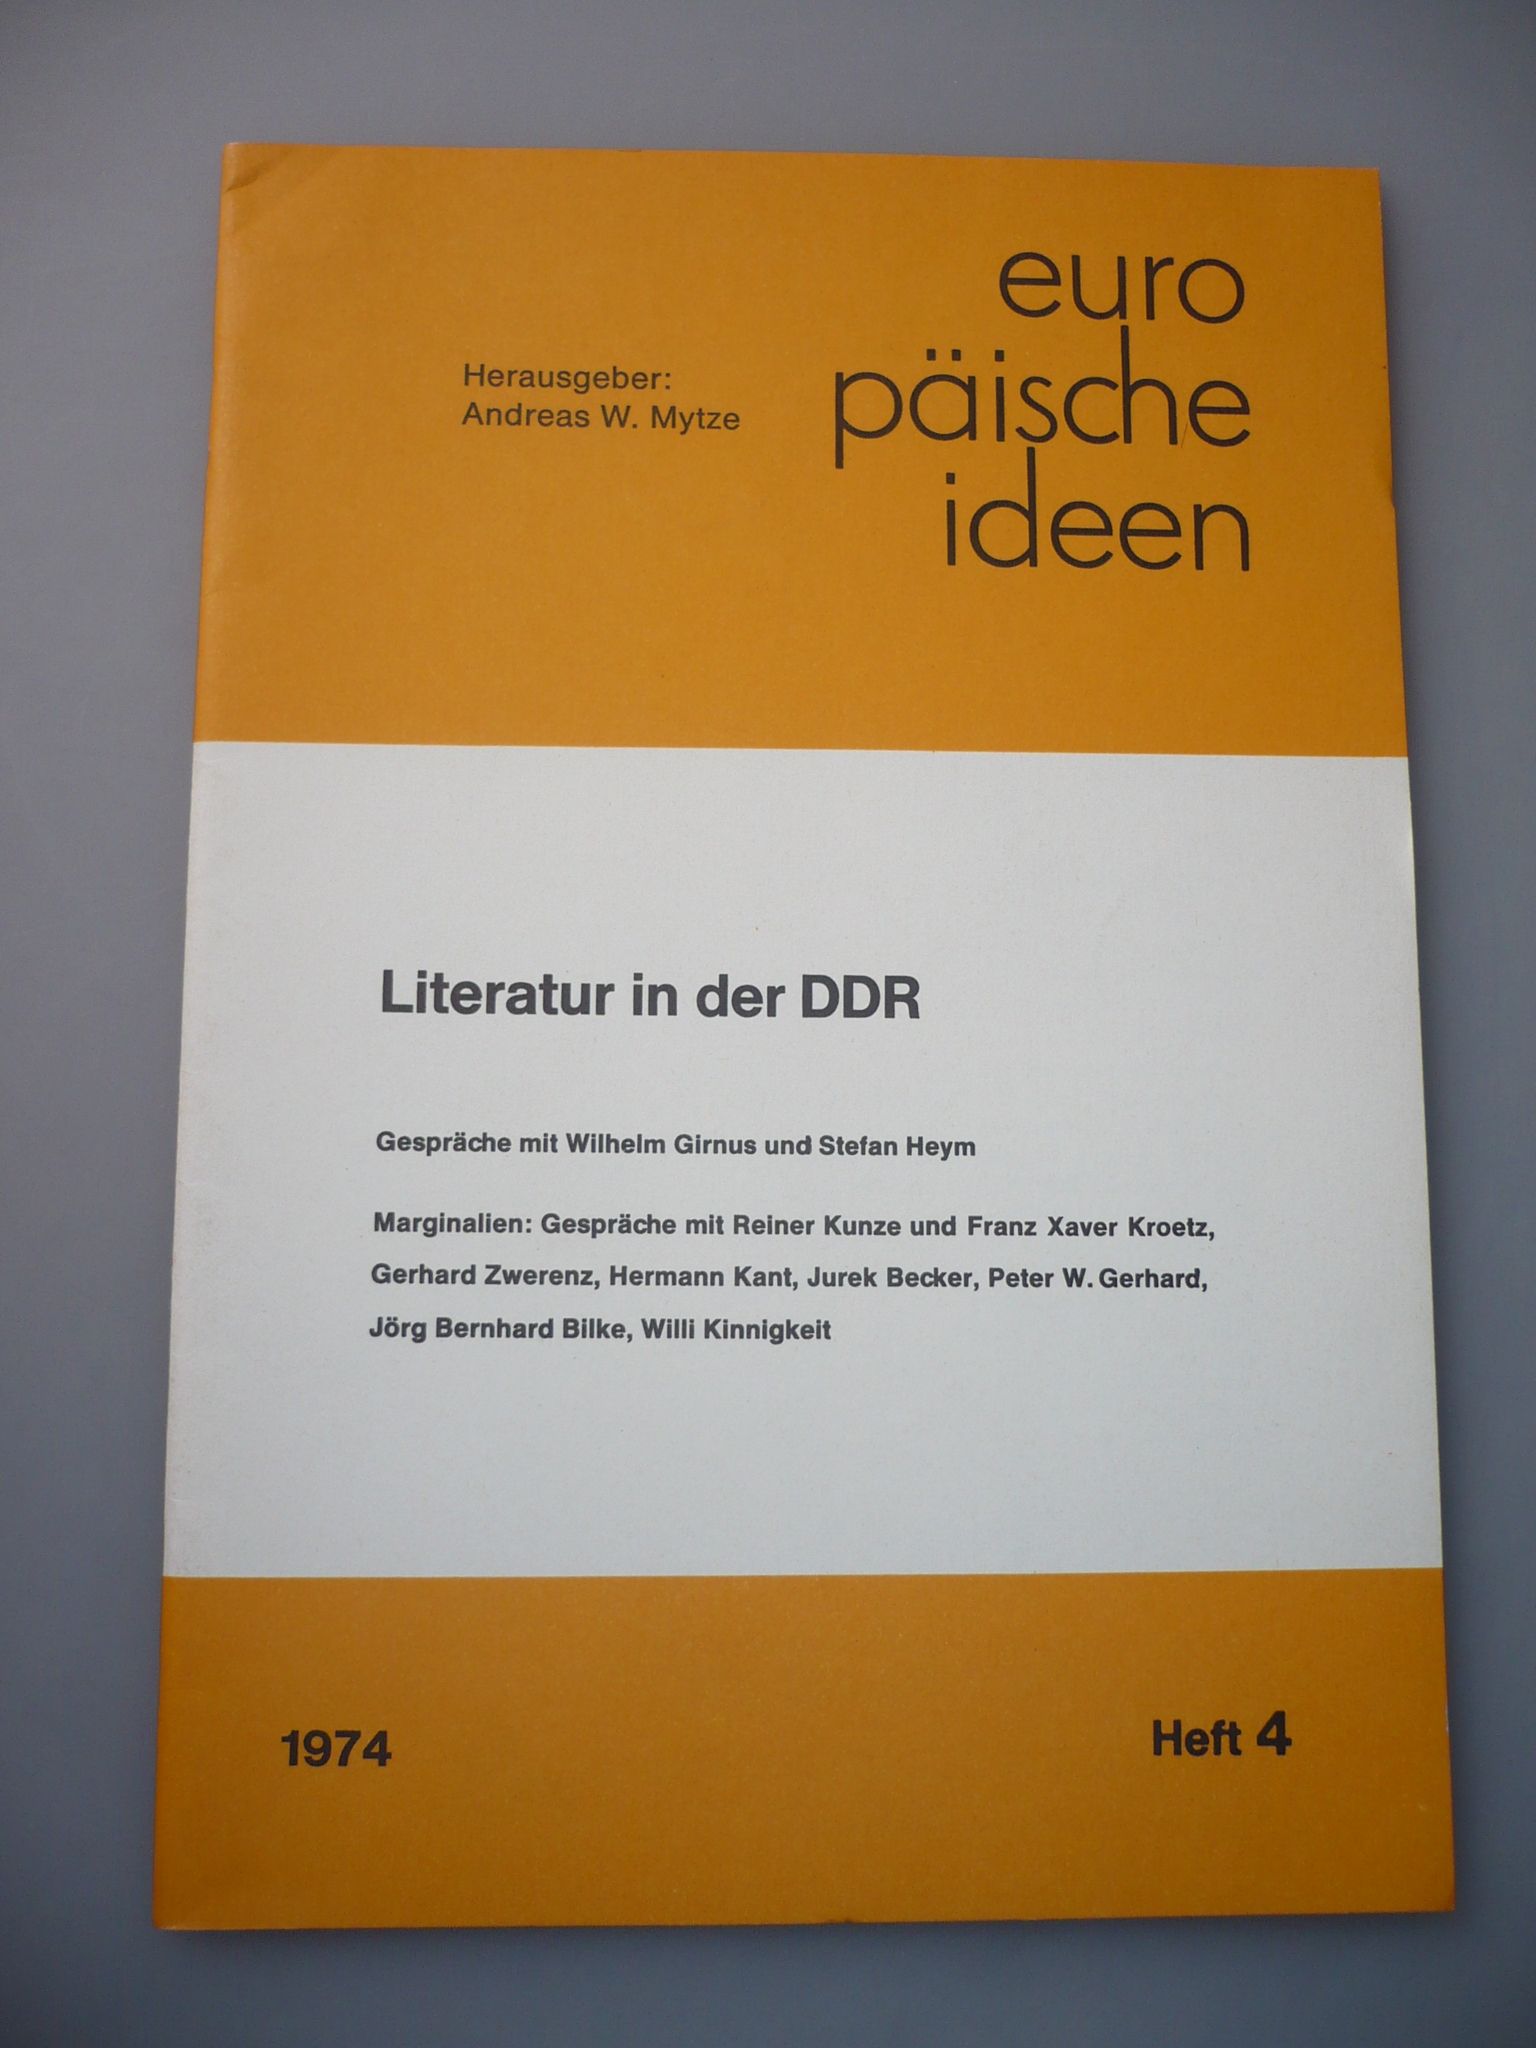 euro
päische
ideen
Herausgeber:
Andreas W. Mytze
Literatur in der DDR
Gespräche mit Wilhelm Girnus und Stefan Heym
Marginalien: Gespräche mit Reiner Kunze und Franz Xaver Kroetz,
Gerhard Zwerenz, Hermann Kant, Jurek Becker, Peter W. Gerhard,
Jörg Bernhard Bilke, Willi Kinnigkeit
1974
Heft 4